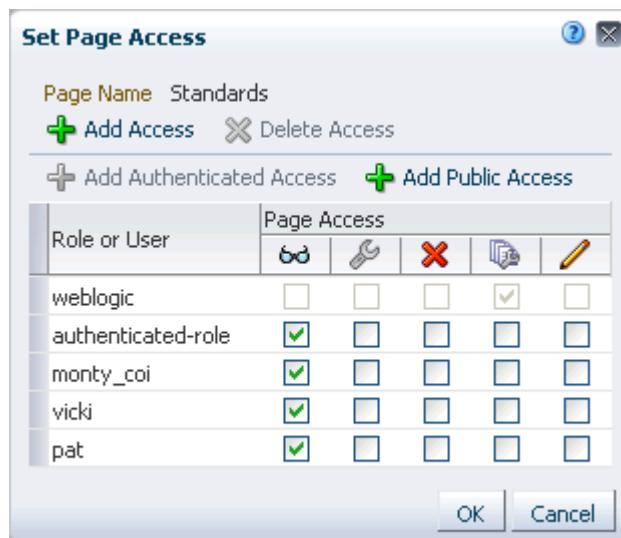 Set Page Access
Page Name Standards
Add Access Delete Access
Add Authenticated Access Add Public Access
Role or User Page Access
weblogic
authenticated-role
monty_coi
vicki
pat
OK Cancel